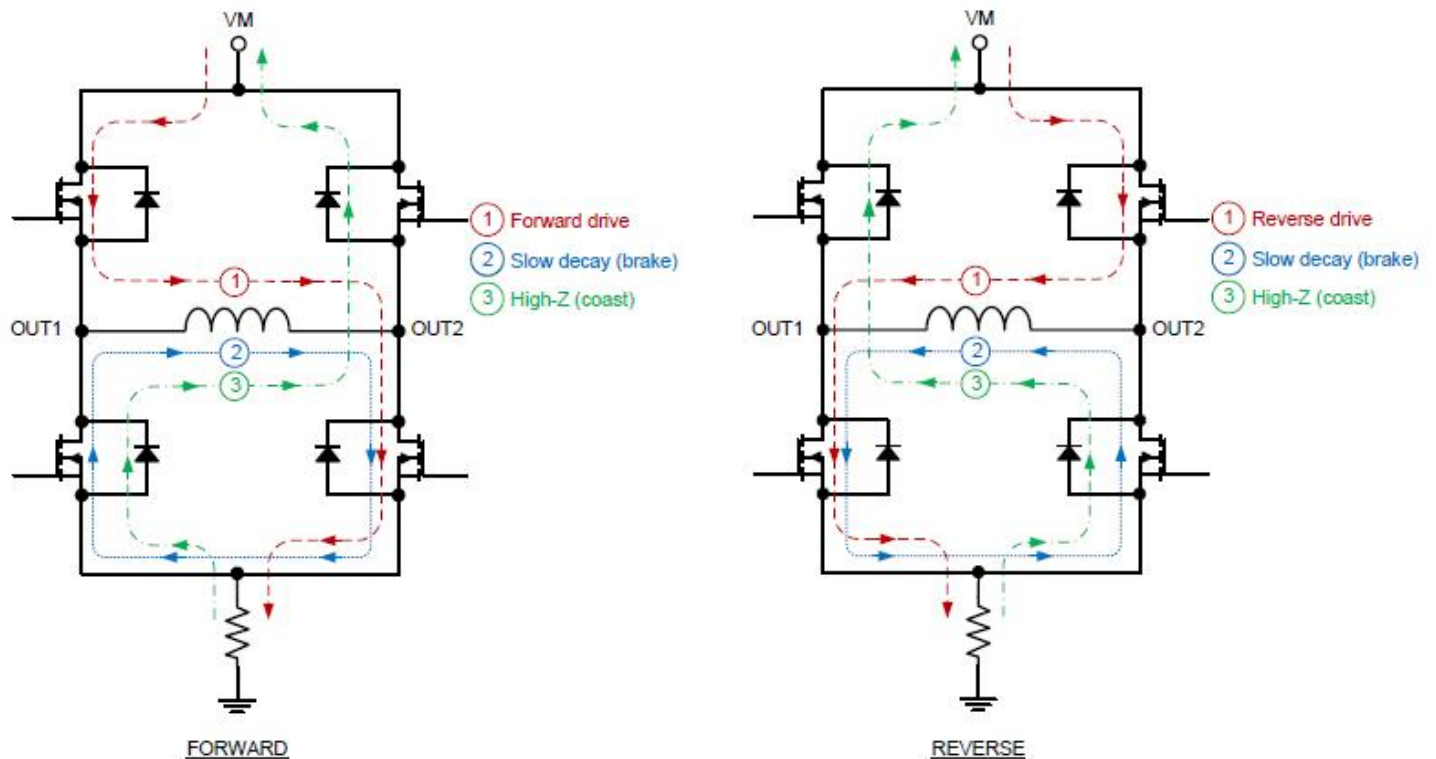 VM
1 Forward drive
2 Slow decay (brake)
3 High-Z (coast)
1
OUT1
OUT2
2
3
FORWARD
VM
1 Reverse drive
2 Slow decay (brake)
3 High-Z (coast)
1
OUT1
OUT2
2
3
REVERSE